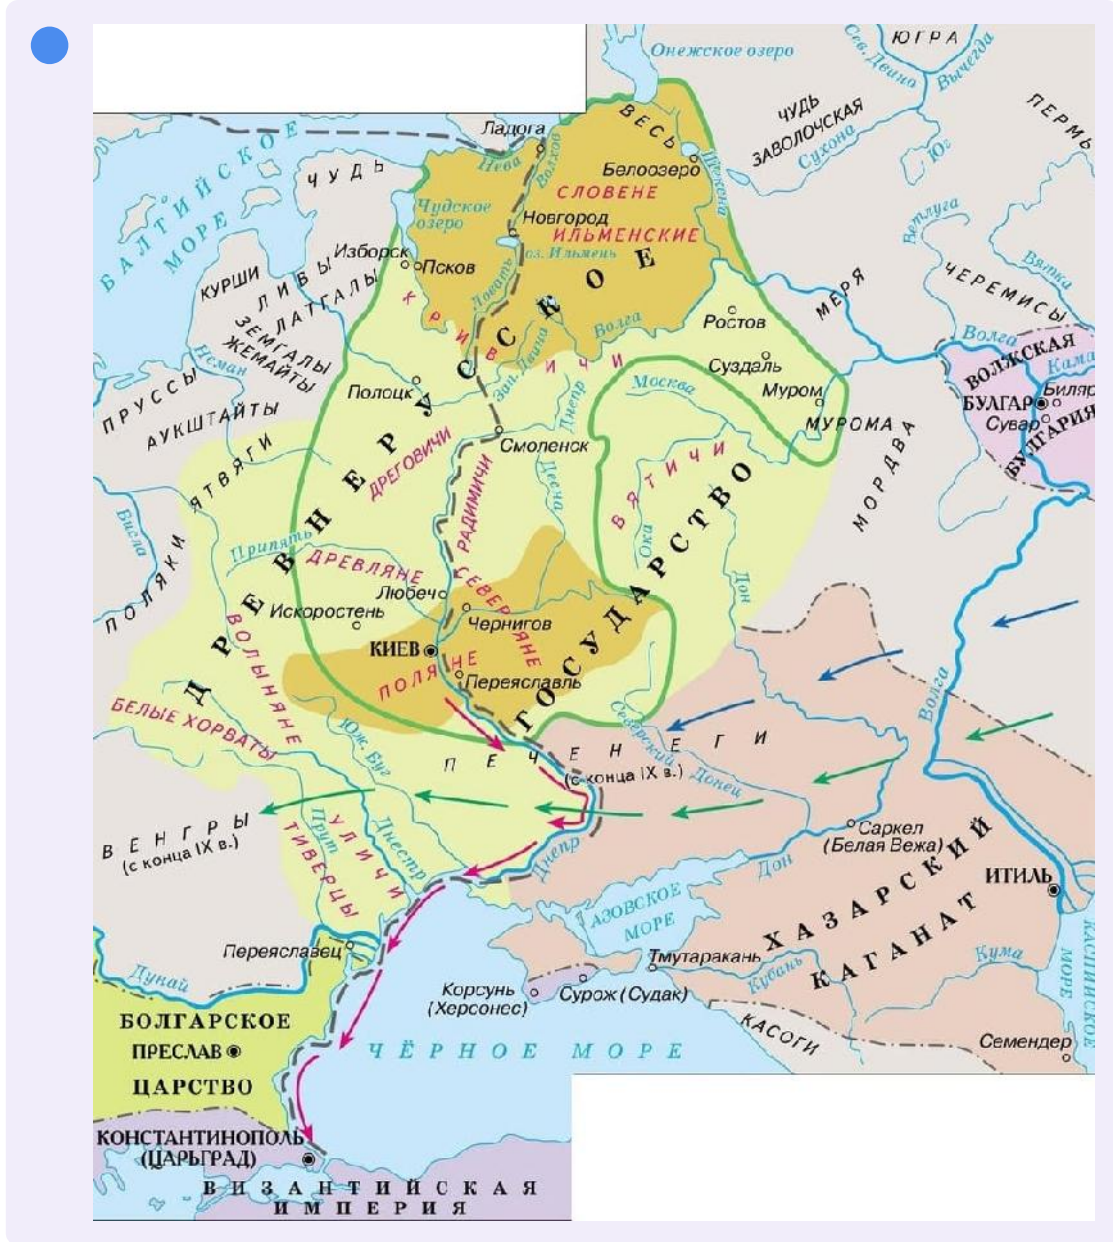 Онежское озеро
ЮГРА
Сев. Двина
Вычегда
ПЕРМЬ
ЧУДЬ
ЗАВОЛОЧСКАЯ
Сухона
Юг
ВЕСЬ
Ладога
Нева
Волхов
Белоозеро
Шексна
СЛОВЕНЕ
ИЛЬМЕНСКИЕ
Новгород
оз. Ильмень
БАЛТИЙСКОЕ
МОРЕ
ЧУДЬ
Чудское
озеро
Изборск
Псков
Ловать
КУРШИ
ЛИВЫ
ЛАТГАЛЫ
ЗЕМГАЛЫ
ЖЕМАЙТЫ
Неман
ПРУССЫ
АУКШТАЙТЫ
ЯТВЯГИ
Ветлуга
Вятка
МЕРЯ
ЧЕРЕМИСЫ
Волга
Ростов
Суздаль
Муром
МУРОМА
Москва
КРИВИЧИ
Зап. Двина
Днепр
Волга
ВОЛЖСКАЯ
БУЛГАРИЯ
Кама
БУЛГАР
Биляр
Сувар
МОРДВА
Полоцк
Смоленск
ДРЕГОВИЧИ
РАДИМИЧИ
Десна
ВЯТИЧИ
Ока
Дон
ДРЕВНЕРУССКОЕ
ГОСУДАРСТВО
Висла
ПОЛЯКИ
Припять
ДРЕВЛЯНЕ
Любеч
Искоростень
СЕВЕРЯНЕ
Чернигов
КИЕВ
ПОЛЯНЕ
Переяславль
ВОЛЫНЯНЕ
БЕЛЫЕ ХОРВАТЫ
Юж. Буг
Северский Донец
Волга
ПЕЧЕНЕГИ
(с конца IX в.)
ВЕНГРЫ
(с конца IX в.)
УЛИЧИ
ТИВЕРЦЫ
Прут
Днестр
Днепр
Дон
Саркел
(Белая Вежа)
ИТИЛЬ
ХАЗАРСКИЙ
КАГАНАТ
АЗОВСКОЕ
МОРЕ
Тмутаракань
Кубань
Кума
КАСПИЙСКОЕ
МОРЕ
Переяславец
Дунай
Корсунь
(Херсонес)
Сурож (Судак)
КАСОГИ
Семендер
БОЛГАРСКОЕ
ПРЕСЛАВ
ЦАРСТВО
ЧЁРНОЕ МОРЕ
КОНСТАНТИНОПОЛЬ
(ЦАРЬГРАД)
ВИЗАНТИЙСКАЯ
ИМПЕРИЯ